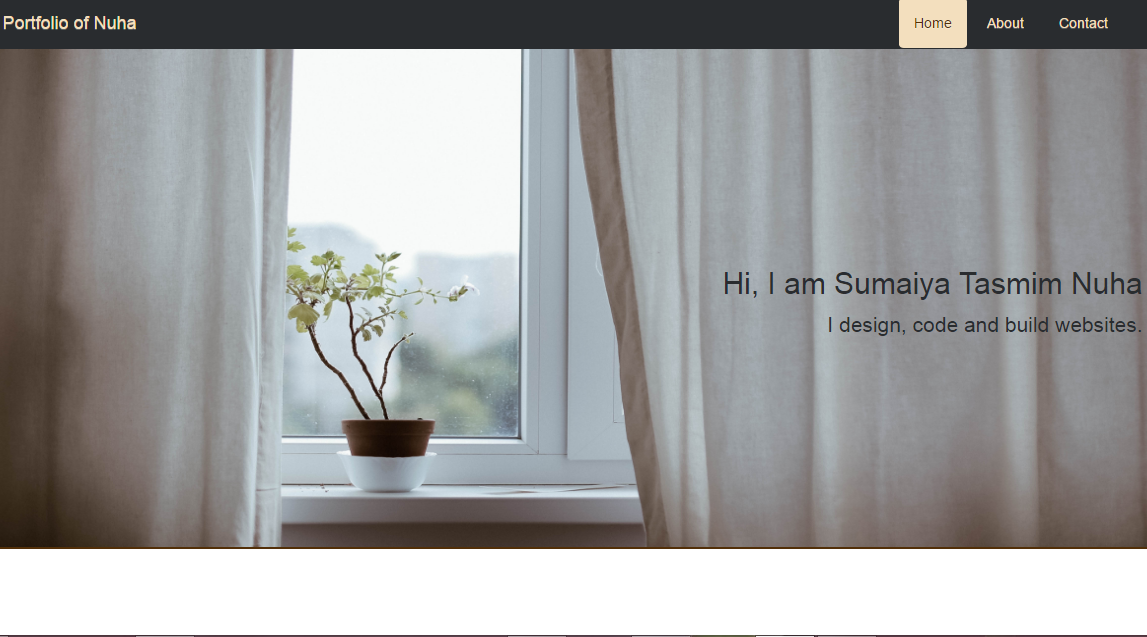 Portfolio of Nuha
Home
About
Contact
Hi, I am Sumaiya Tasmim Nuha
I design, code and build websites.